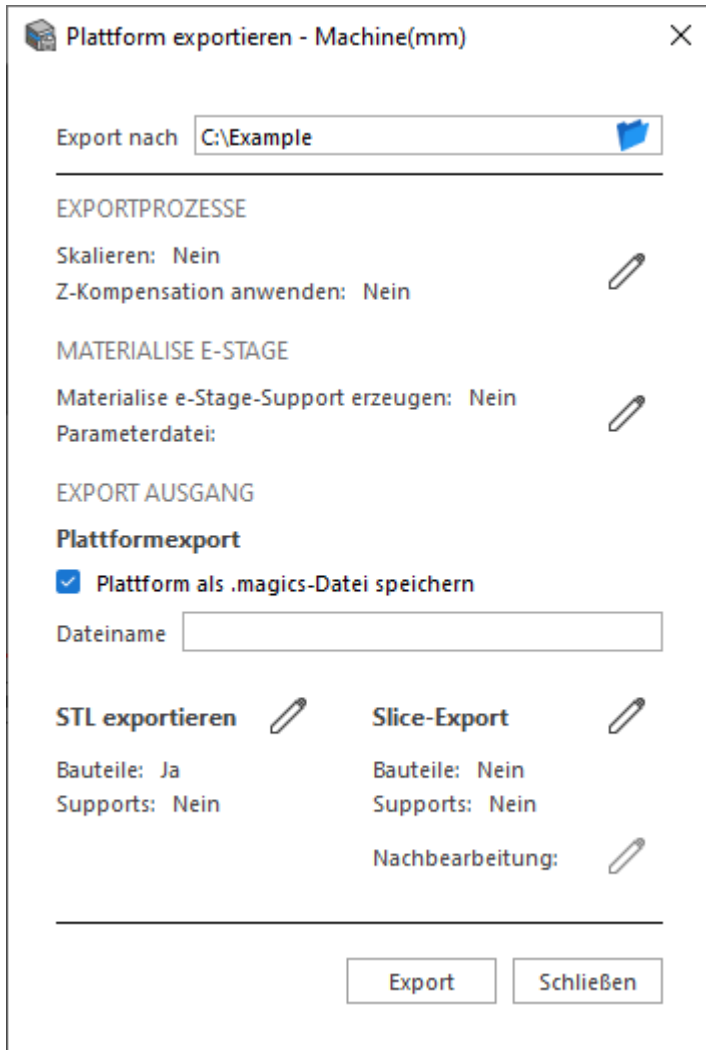 Plattform exportieren - Machine(mm)
Export nach C:\Example
EXPORTPROZESSE
Skalieren: Nein
Z-Kompensation anwenden: Nein
MATERIALISE E-STAGE
Materialise e-Stage-Support erzeugen: Nein
Parameterdatei:
EXPORT AUSGANG
Plattformexport
Plattform als .magics-Datei speichern
Dateiname
STL exportieren
Bauteile: Ja
Supports: Nein
Slice-Export
Bauteile: Nein
Supports: Nein
Nachbearbeitung:
Export
Schließen